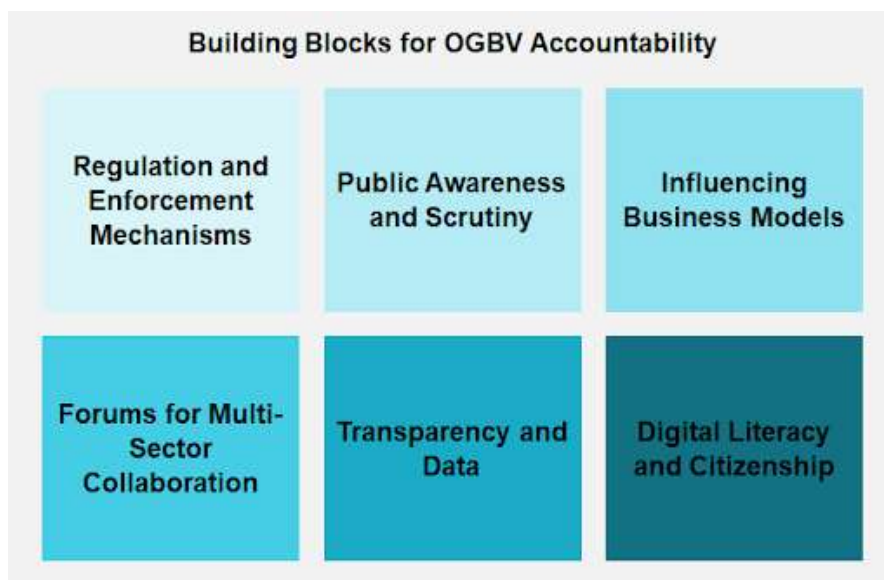 Building Blocks for OGBV Accountability
Regulation and
Enforcement
Mechanisms
Public Awareness
and Scrutiny
Influencing
Business Models
Forums for Multi-
Sector
Collaboration
Transparency and
Data
Digital Literacy
and Citizenship